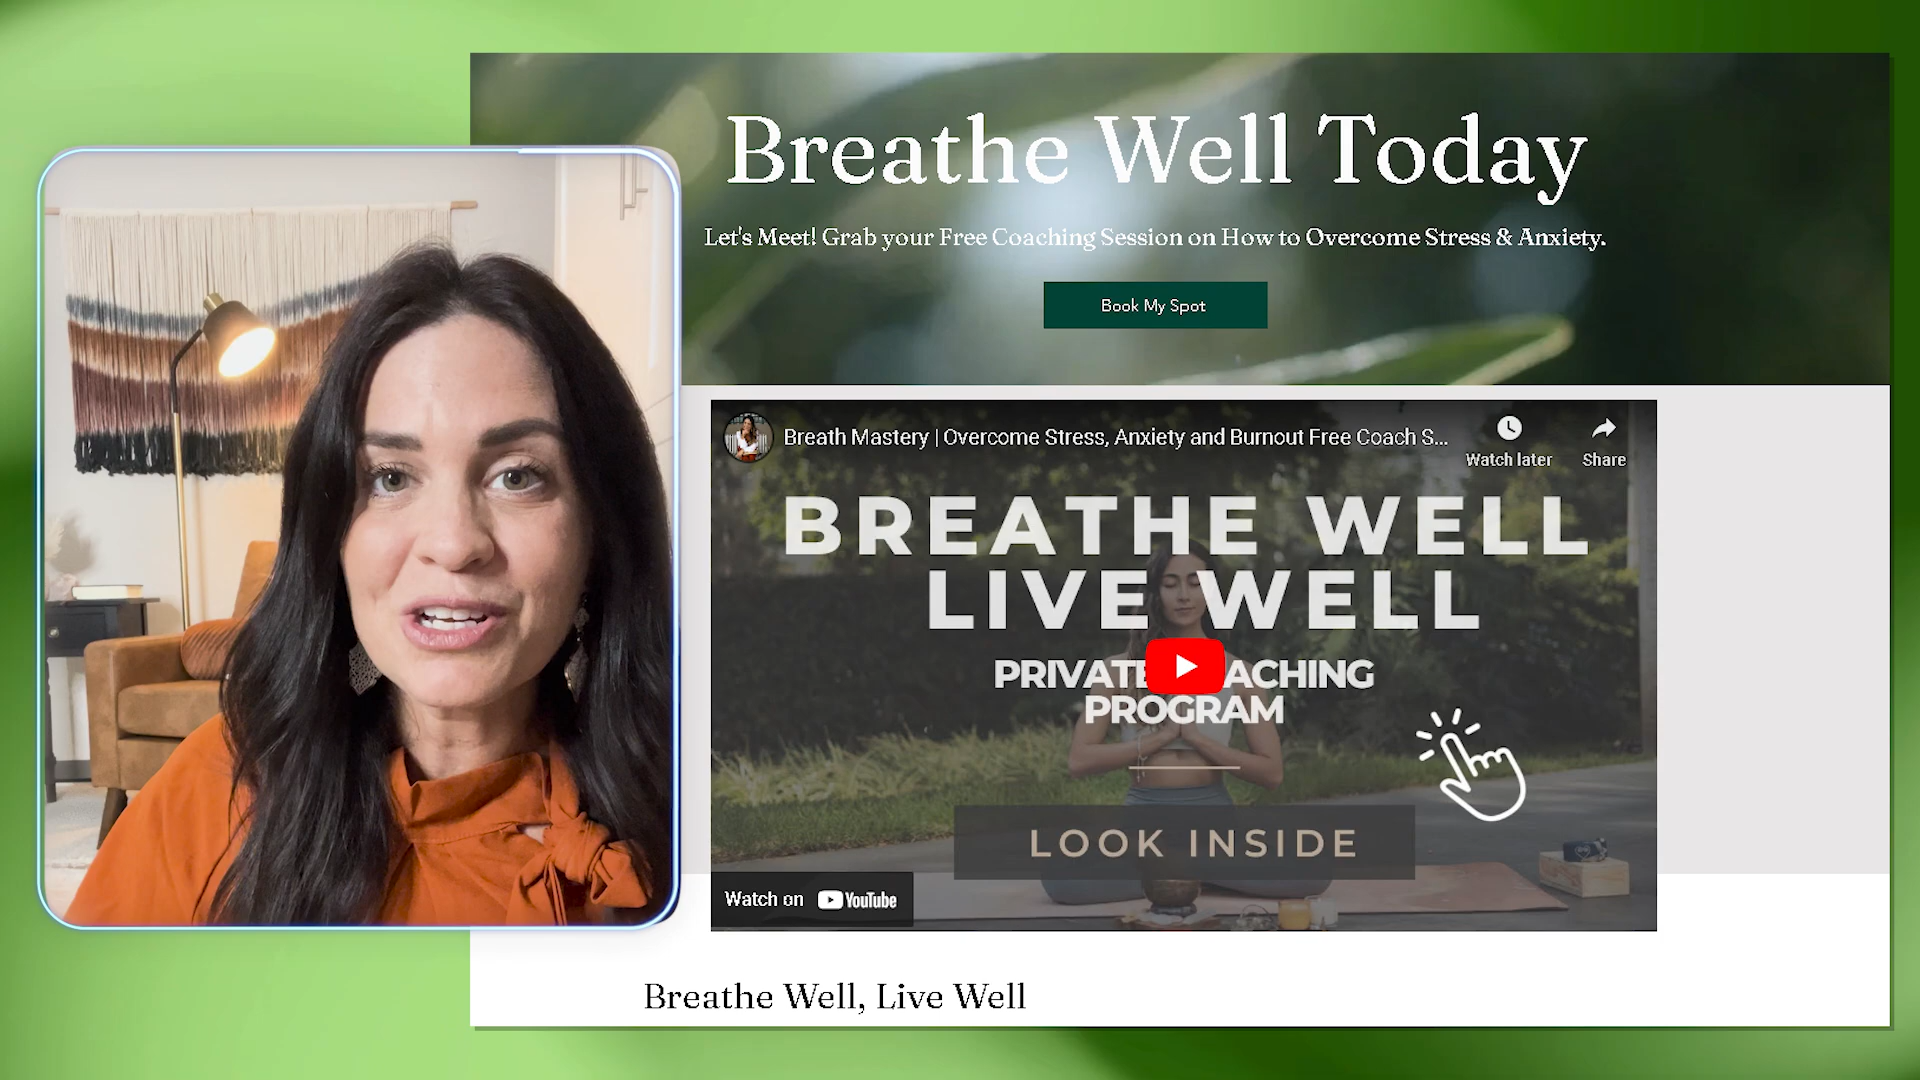 Breathe Well Today
Let's Meet! Grab your Free Coaching Session on How to Overcome Stress & Anxiety.
Book My Spot
Breath Mastery | Overcome Stress, Anxiety and Burnout Free Coach S...
Watch later
Share
BREATHE WELL
LIVE WELL
PRIVATE ACHING
PROGRAM
LOOK INSIDE
Watch on YouTube
Breathe Well, Live Well